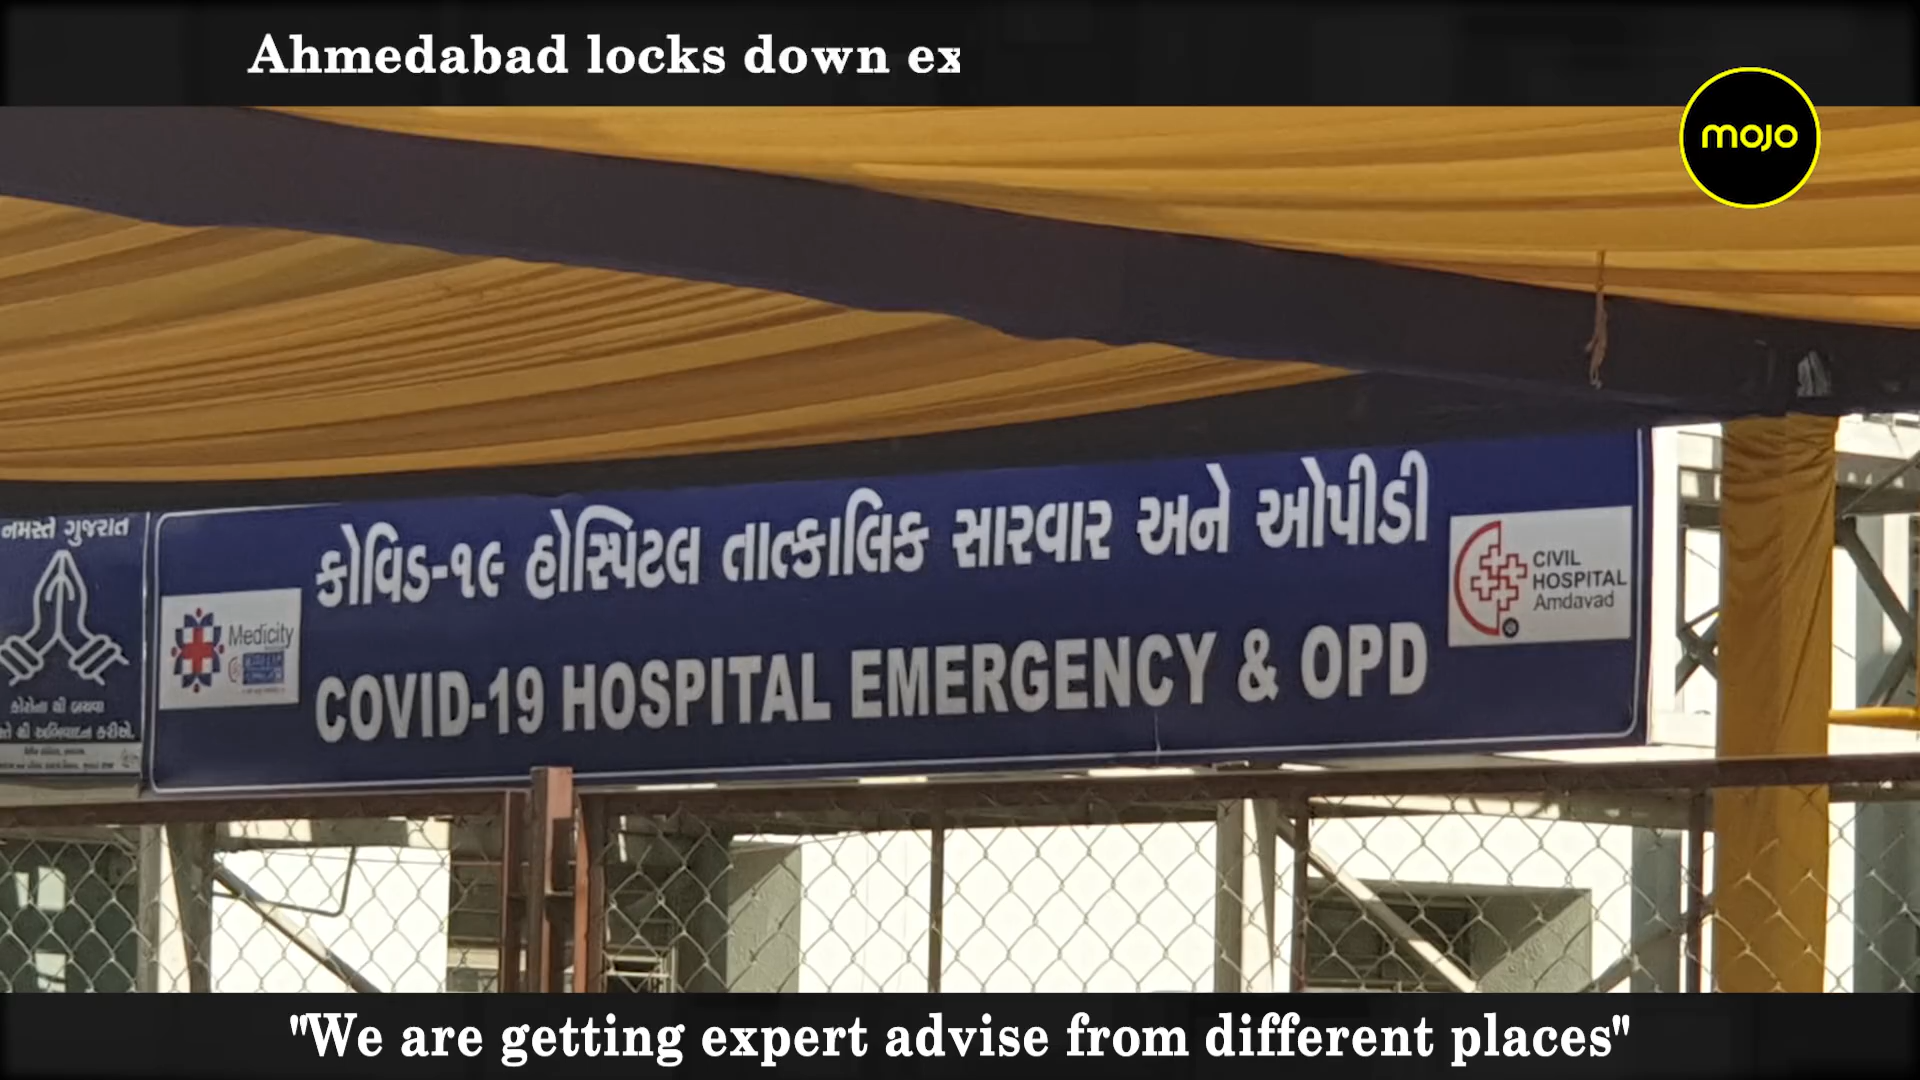 Ahmedabad locks down ex
mojo
નમસ્તે ગુજરાત
કોરોના થી બચવા
કોવિડ-૧૯ હોસ્પિટલ તાત્કાલિક સારવાર અને ઓપીડી
COVID-19 HOSPITAL EMERGENCY & OPD
Medicity
CIVIL
HOSPITAL
Amdavad
"We are getting expert advise from different places"